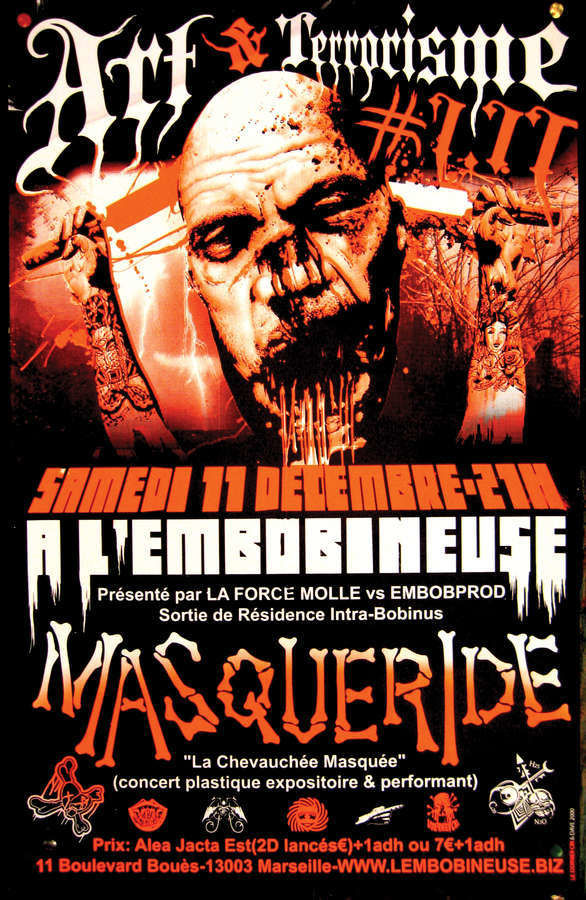 Art & Terrorisme
#1.11
SAMEDI 11 DECEMBRE-21H
A L'EMBOBINEUSE
Présenté par LA FORCE MOLLE vs EMBOBPROD
Sortie de Résidence Intra-Bobinus
MASQUERIDE
"La Chevauchée Masquée"
(concert plastique expositoire & performant)
Prix: Alea Jacta Est(2D lancés€)+1adh ou 7€+1adh
11 Boulevard Bouès-13003 Marseille-WWW.LEMBOBINEUSE.BIZ